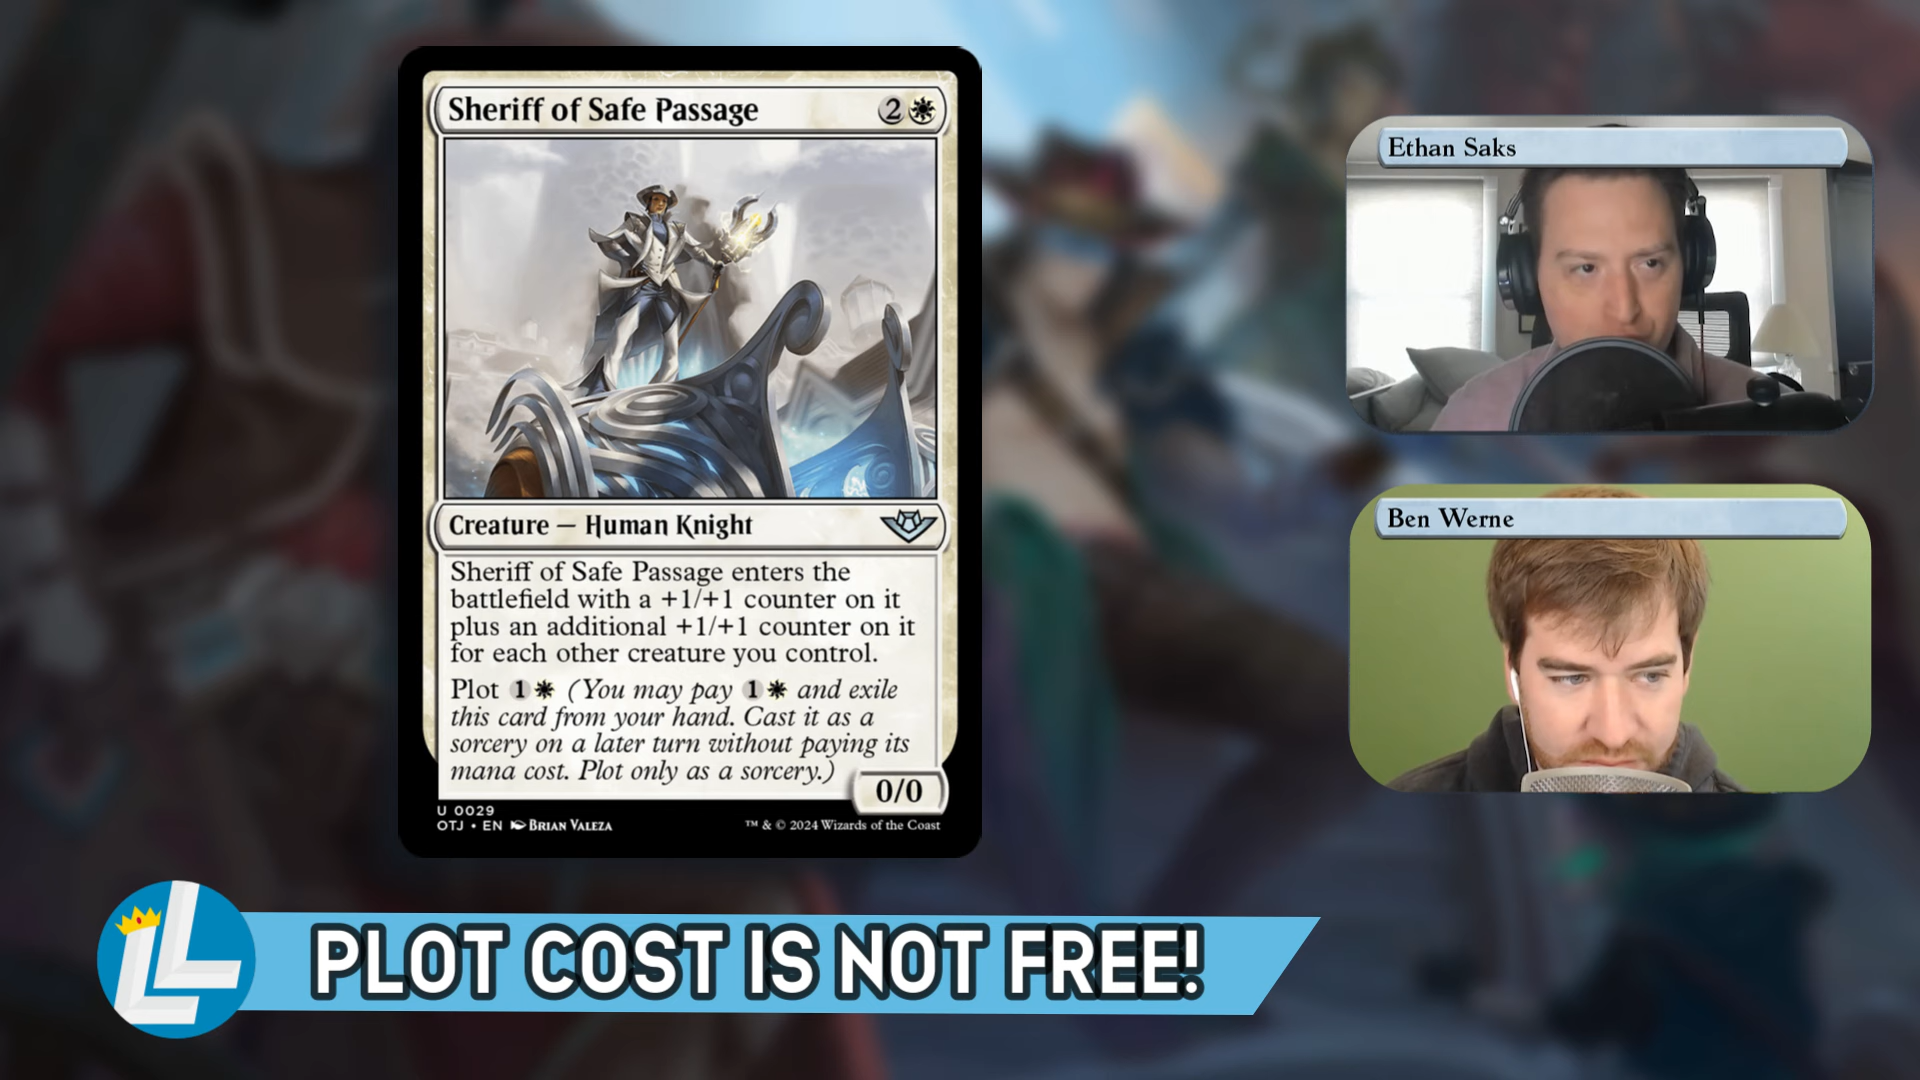 Sheriff of Safe Passage 2
Creature — Human Knight
Sheriff of Safe Passage enters the
battlefield with a +1/+1 counter on it
plus an additional +1/+1 counter on it
for each other creature you control.
Plot 1 (You may pay 1 and exile
this card from your hand. Cast it as a
sorcery on a later turn without paying its
mana cost. Plot only as a sorcery.)
0/0
U 0029
OTJ • EN Brian Valeza
™ & © 2024 Wizards of the Coast
Ethan Saks
Ben Werne
LL
PLOT COST IS NOT FREE!